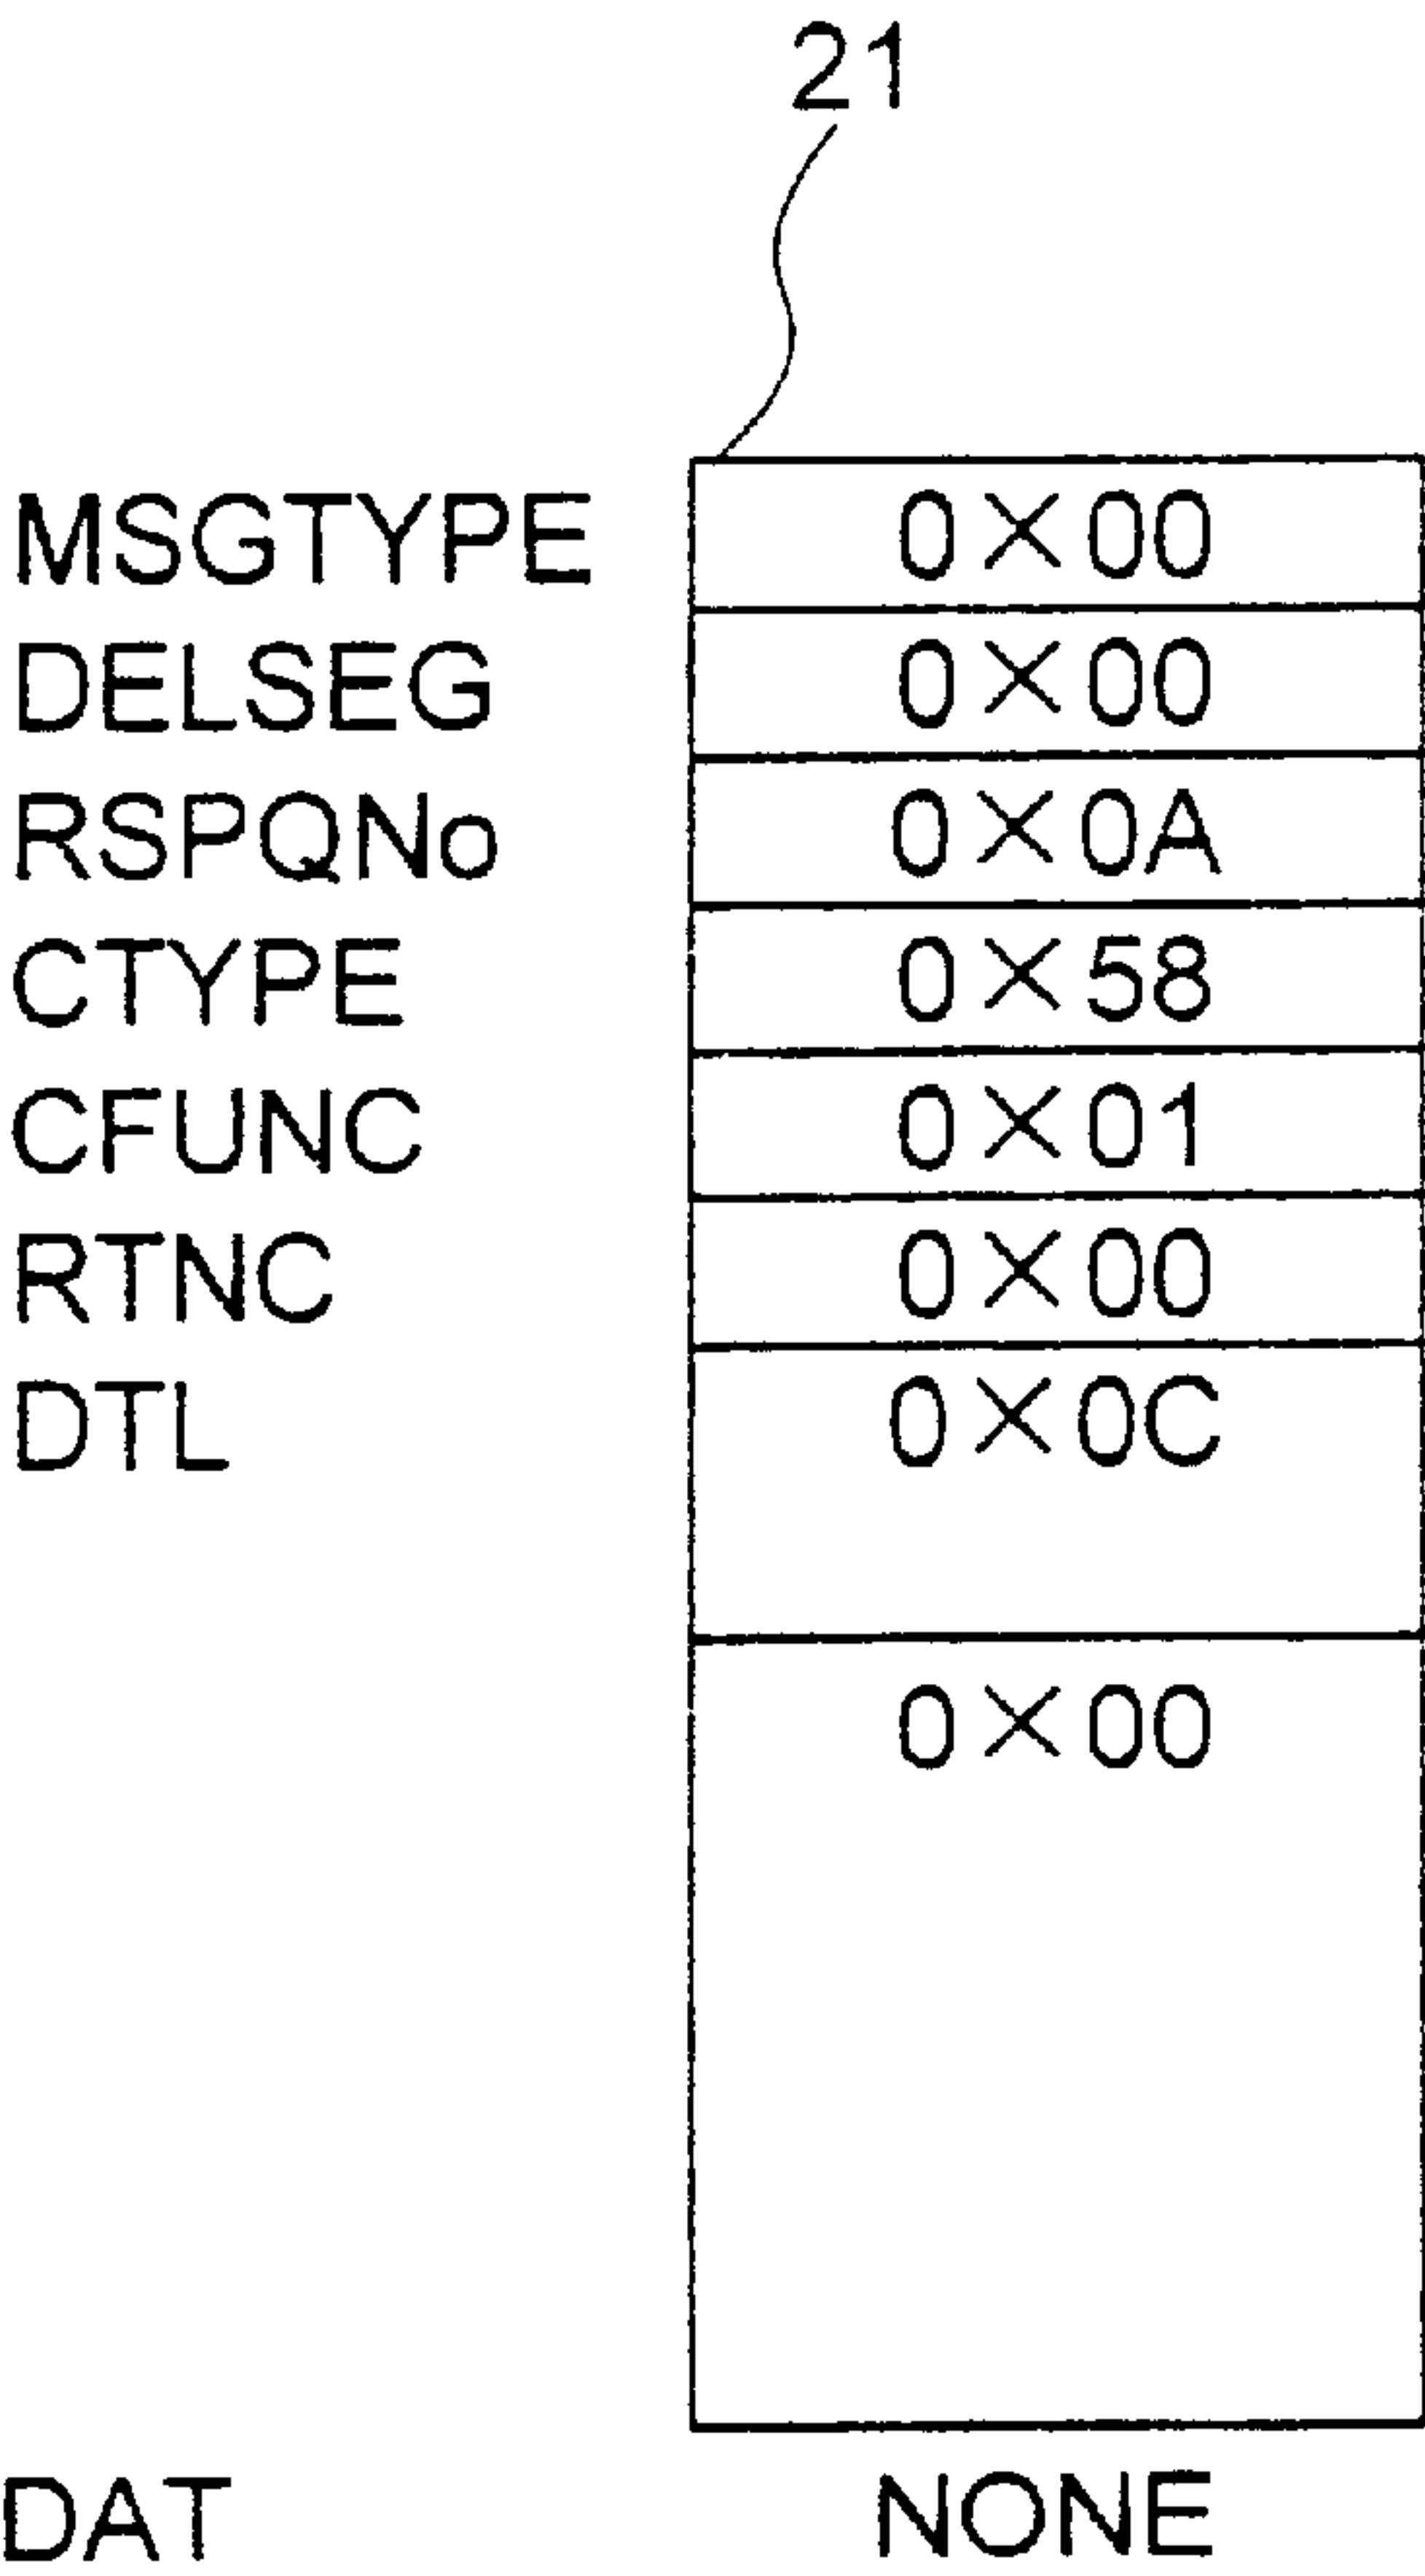 21
MSGTYPE 0×00
DELSEG 0×00
RSPQNo 0×0A
CTYPE 0×58
CFUNC 0×01
RTNC 0×00
DTL 0×0C
0×00
DAT NONE